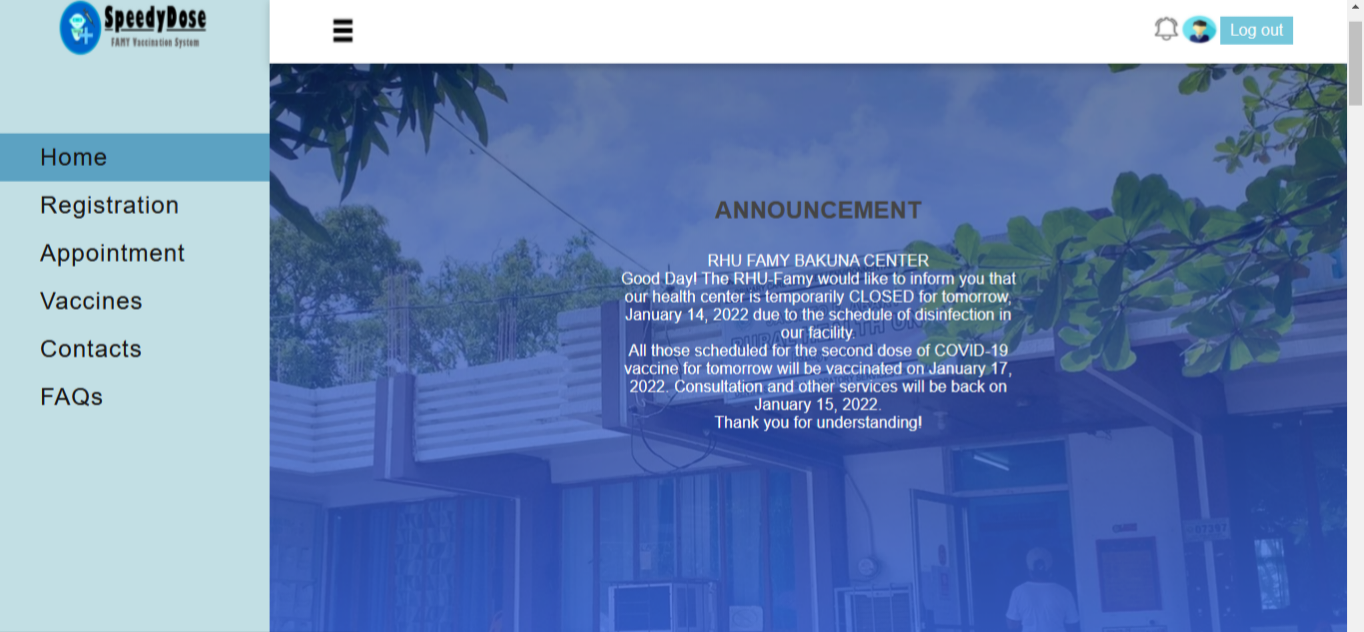 SpeedyDose
FAMY Vaccination System
Log out
Home
Registration
Appointment
Vaccines
Contacts
FAQs
ANNOUNCEMENT
RHU FAMY BAKUNA CENTER
Good Day! The RHU-Famy would like to inform you that
our health center is temporarily CLOSED for tomorrow,
January 14, 2022 due to the schedule of disinfection in
our facility.
All those scheduled for the second dose of COVID-19
vaccine for tomorrow will be vaccinated on January 17,
2022. Consultation and other services will be back on
January 15, 2022.
Thank you for understanding!